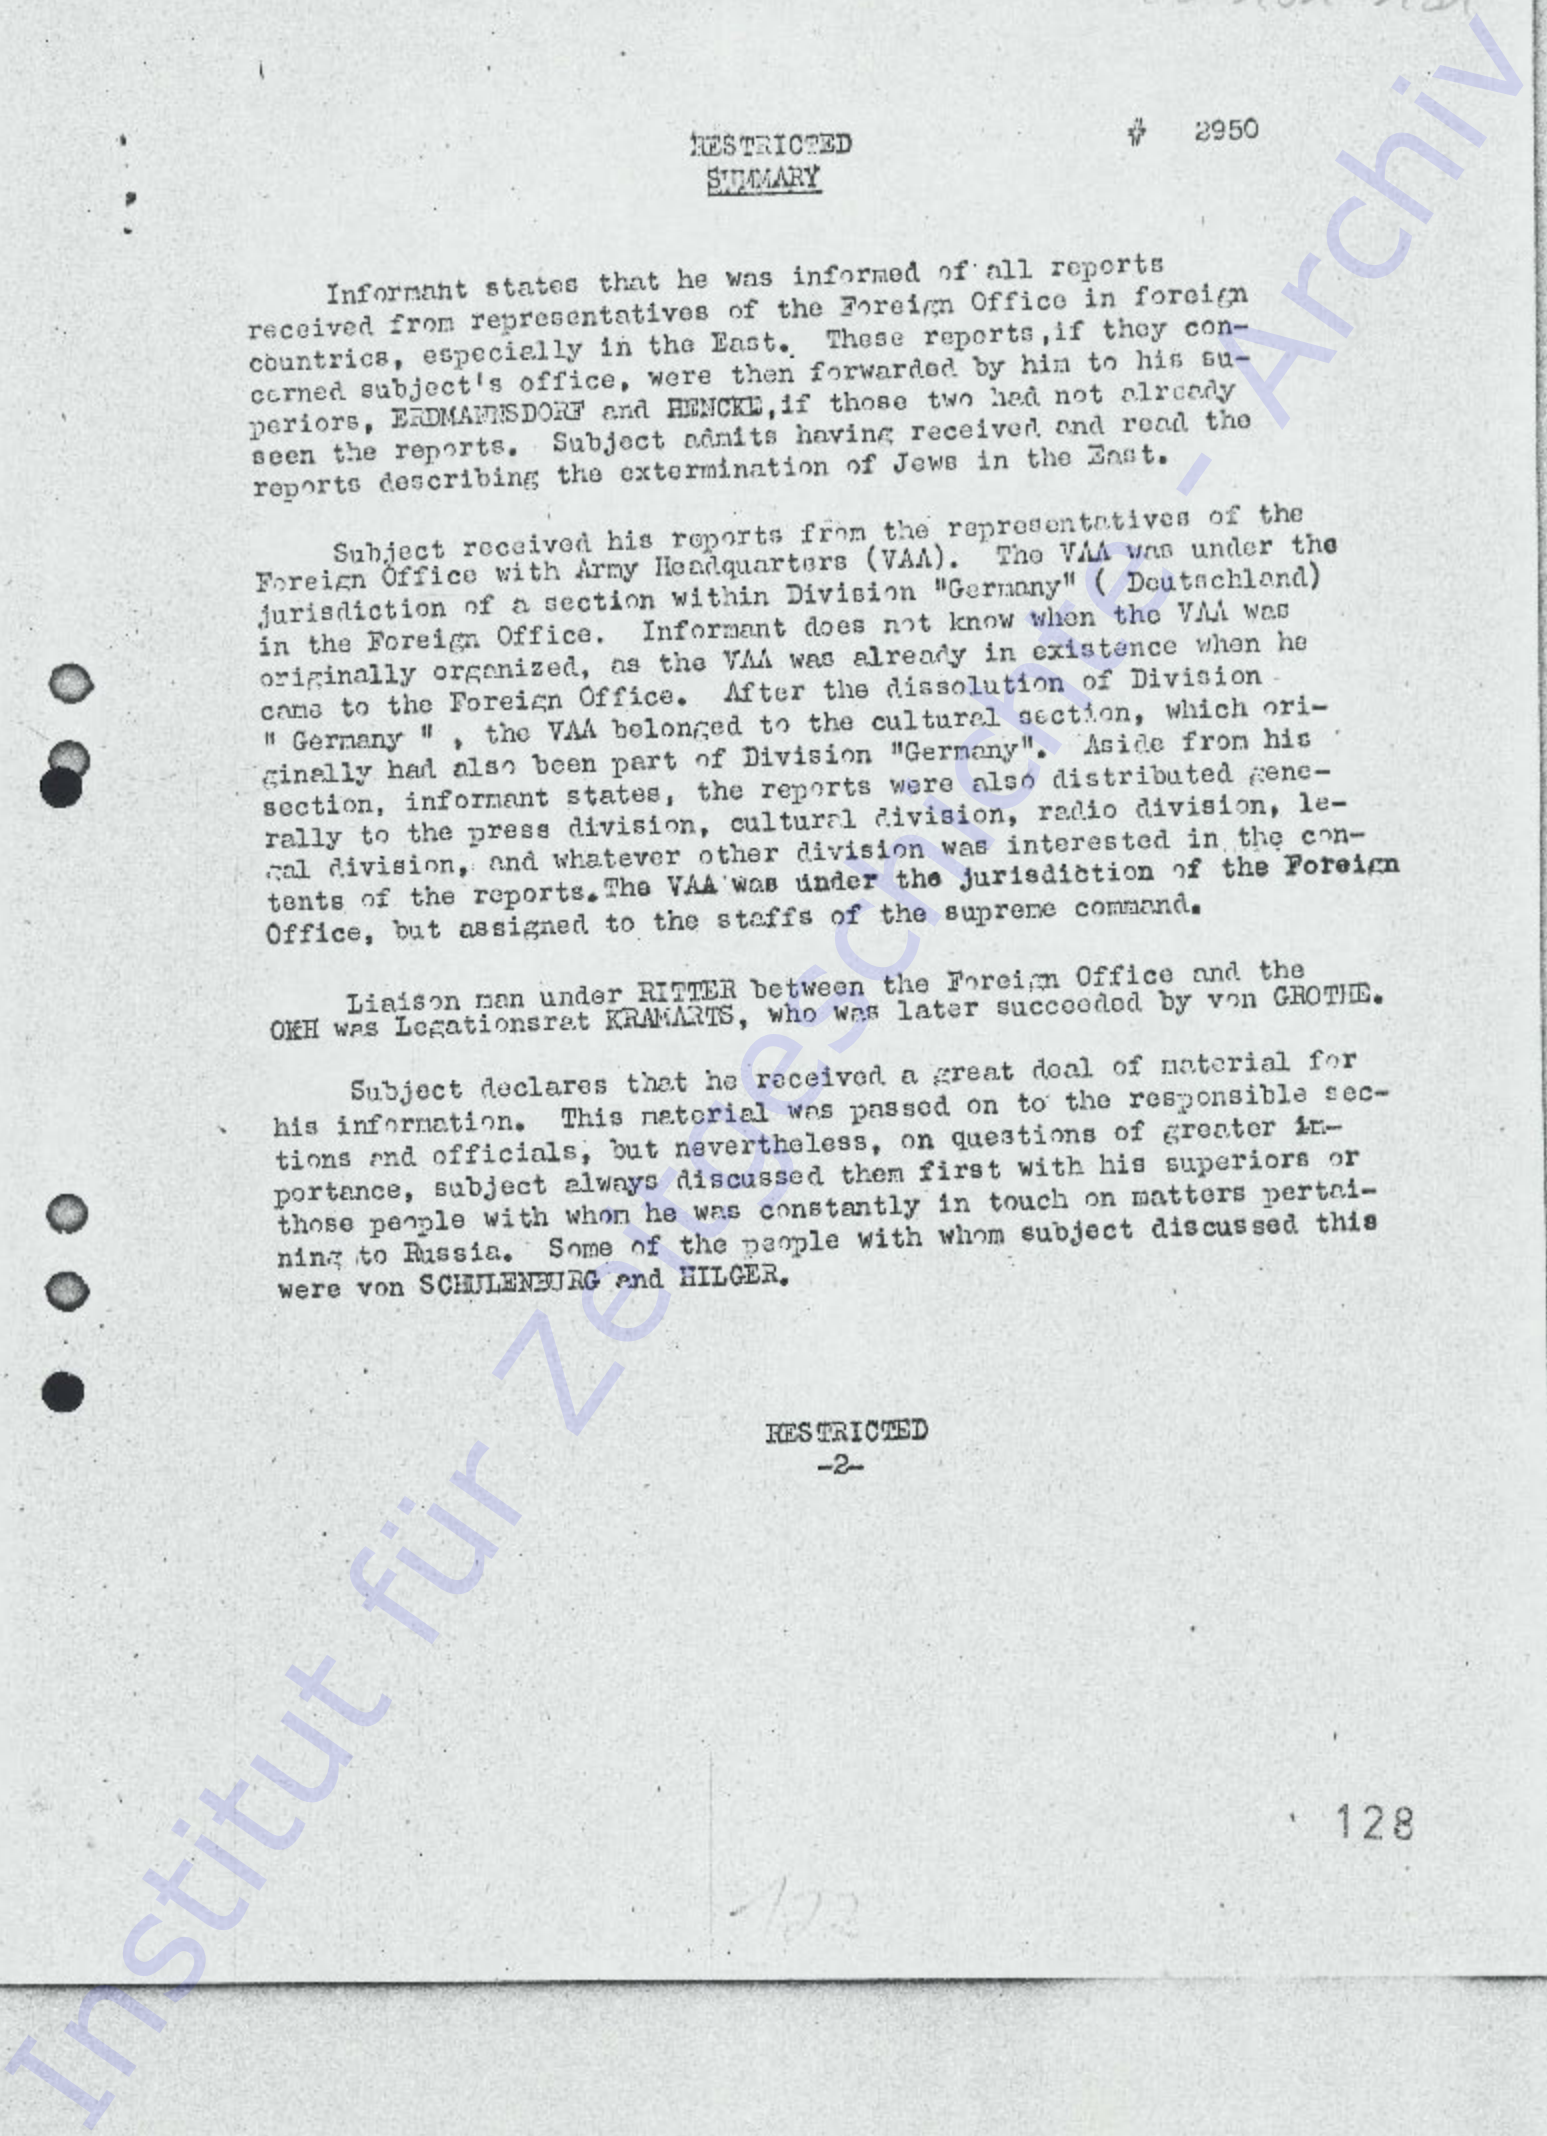 RESTRICTED # 2950
SUMMARY
Informant states that he was informed of all reports
received from representatives of the Foreign Office in foreign
countries, especially in the East. These reports,if they con-
cerned subject's office, were then forwarded by him to his su-
periors, ERDMANNSDORF and HENCKE,if those two had not already
seen the reports. Subject admits having received and read the
reports describing the extermination of Jews in the East.
Subject received his reports from the representatives of the
Foreign Office with Army Headquarters (VAA). The VAA was under the
jurisdiction of a section within Division "Germany" ( Deutschland)
in the Foreign Office. Informant does not know when the VAA was
originally organized, as the VAA was already in existence when he
came to the Foreign Office. After the dissolution of Division
" Germany " , the VAA belonged to the cultural section, which ori-
ginally had also been part of Division "Germany". Aside from his
section, informant states, the reports were also distributed gene-
rally to the press division, cultural division, radio division, le-
gal division, and whatever other division was interested in the con-
tents of the reports.The VAA was under the jurisdiction of the Foreign
Office, but assigned to the staffs of the supreme command.
Liaison man under RITTER between the Foreign Office and the
OKH was Legationsrat KRAMARTS, who was later succeeded by von GROTHE.
Subject declares that he received a great deal of material for
his information. This material was passed on to the responsible sec-
tions and officials, but nevertheless, on questions of greater im-
portance, subject always discussed them first with his superiors or
those people with whom he was constantly in touch on matters pertai-
ning to Russia. Some of the people with whom subject discussed this
were von SCHULENBURG and HILGER.
RESTRICTED
-2-
128
Institut für Zeitgeschichte - Archiv